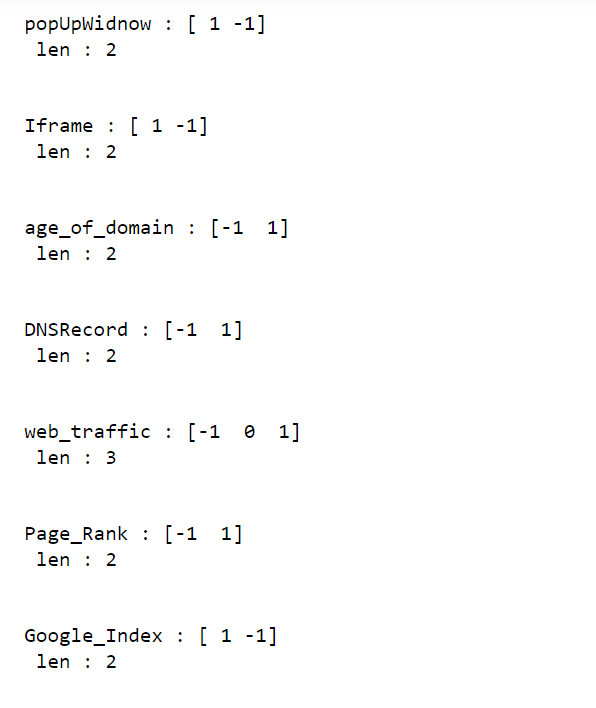 popUpWidnow : [ 1 -1]
 len : 2
Iframe : [ 1 -1]
 len : 2
age_of_domain : [-1  1]
 len : 2
DNSRecord : [-1  1]
 len : 2
web_traffic : [-1  0  1]
 len : 3
Page_Rank : [-1  1]
 len : 2
Google_Index : [ 1 -1]
 len : 2